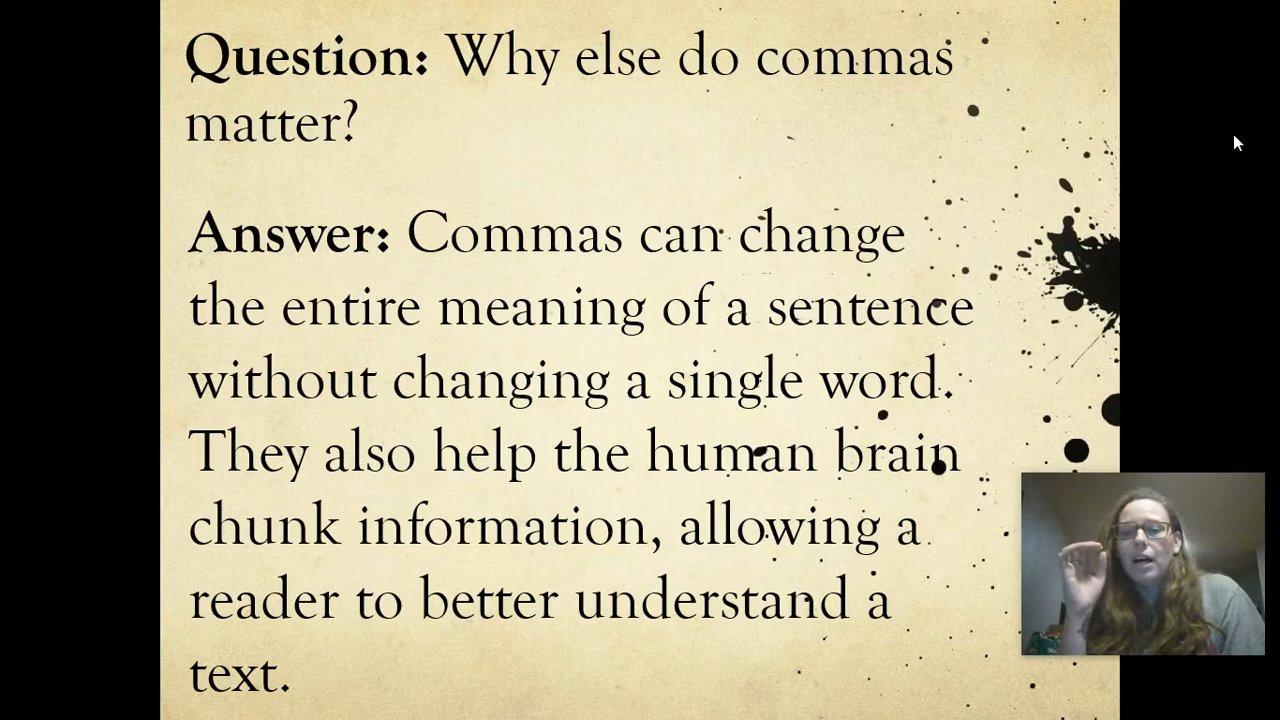 Question: Why else do commas
matter?
Answer: Commas can change
the entire meaning of a sentence
without changing a single word.
They also help the human brain
chunk information, allowing a
reader to better understand a
text.